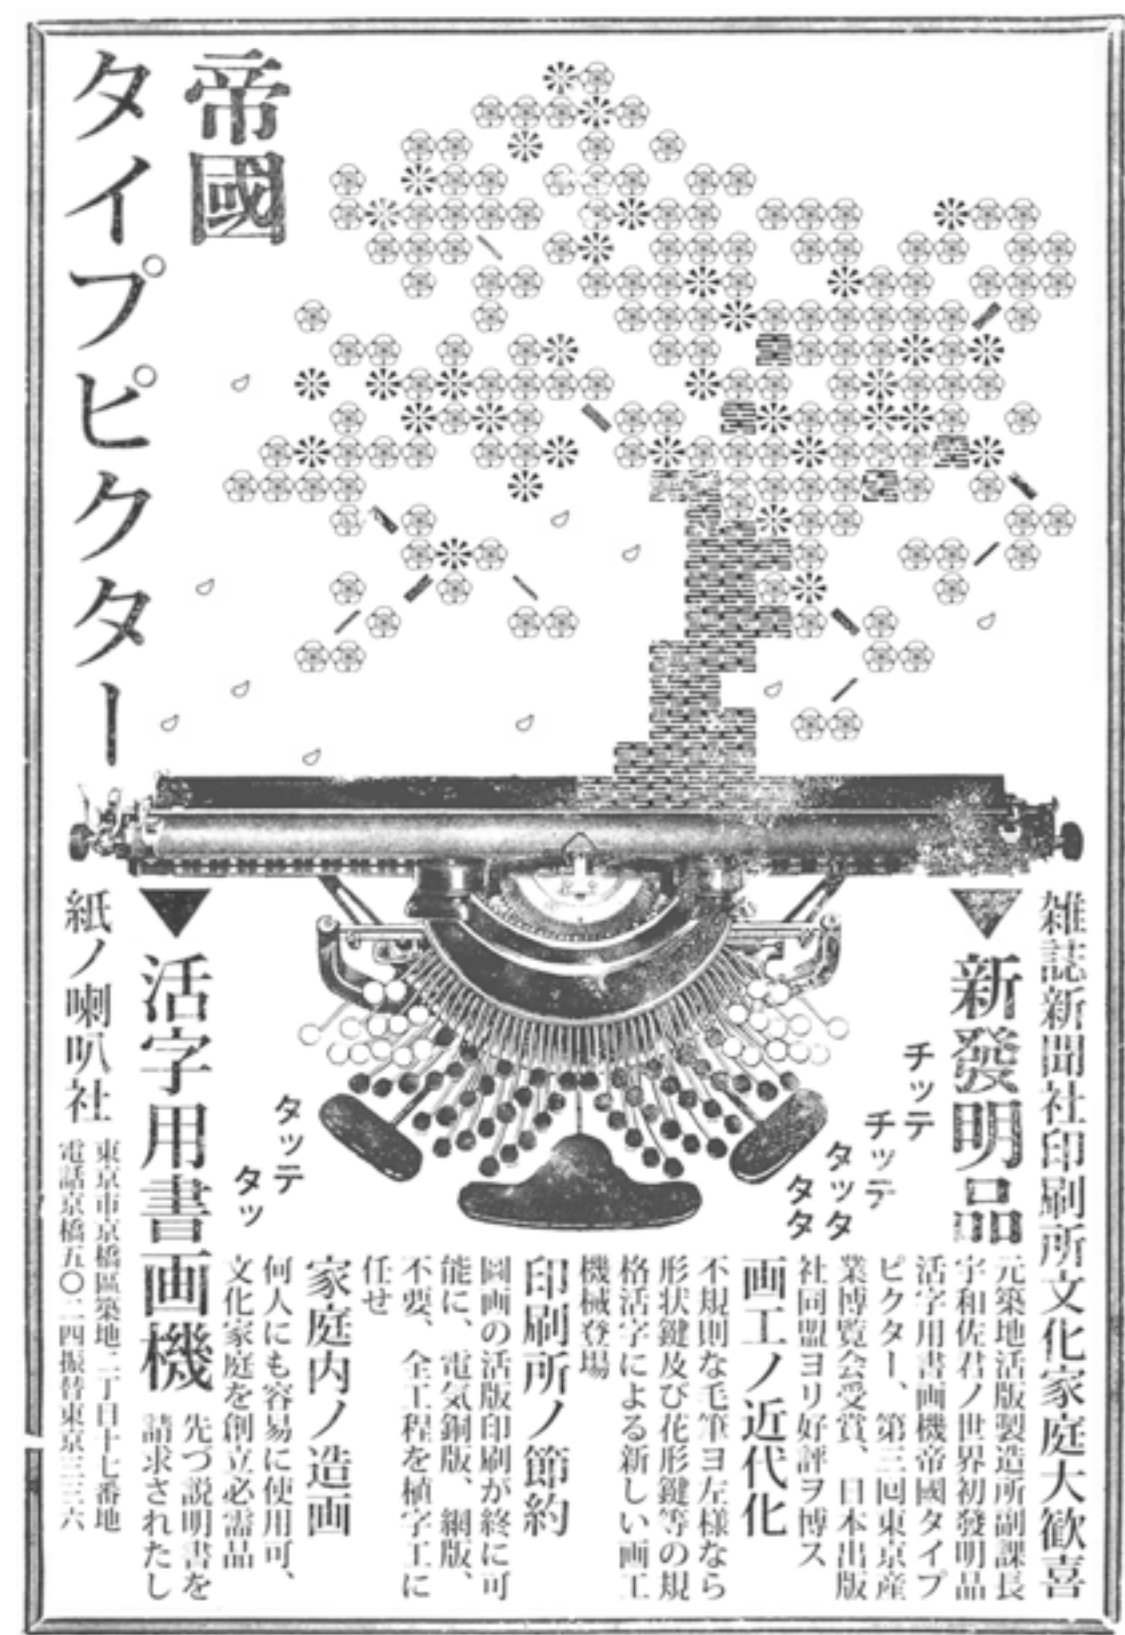 帝國
タイプピクター
雑誌新聞社印刷所文化家庭大歓喜
▼新發明品
元築地活版製造所副課長
宇和佐君ノ世界初發明品
活字用書画機帝國タイプ
ピクター、第三回東京産
業博覧会受賞、日本出版
社同盟ヨリ好評ヲ博ス
チッテ
チッテ
タッタ
タタ
画工ノ近代化
不規則な毛筆ヨ左様なら
形状鍵及び花形鍵等の規
格活字による新しい画工
機械登場
印刷所ノ節約
図画の活版印刷が終に可
能に、電気銅版、網版、
不要、全工程を植字工に
任せ
家庭内ノ造画
何人にも容易に使用可、
文化家庭を創立必需品
タッテ
タッ
▼活字用書画機
先づ説明書を
請求されたし
紙ノ喇叭社
東京市京橋區築地二丁目十七番地
電話京橋五〇二四振替東京三三六